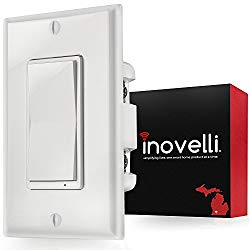 inovelli.
simplifying lives, one smart home product at a time